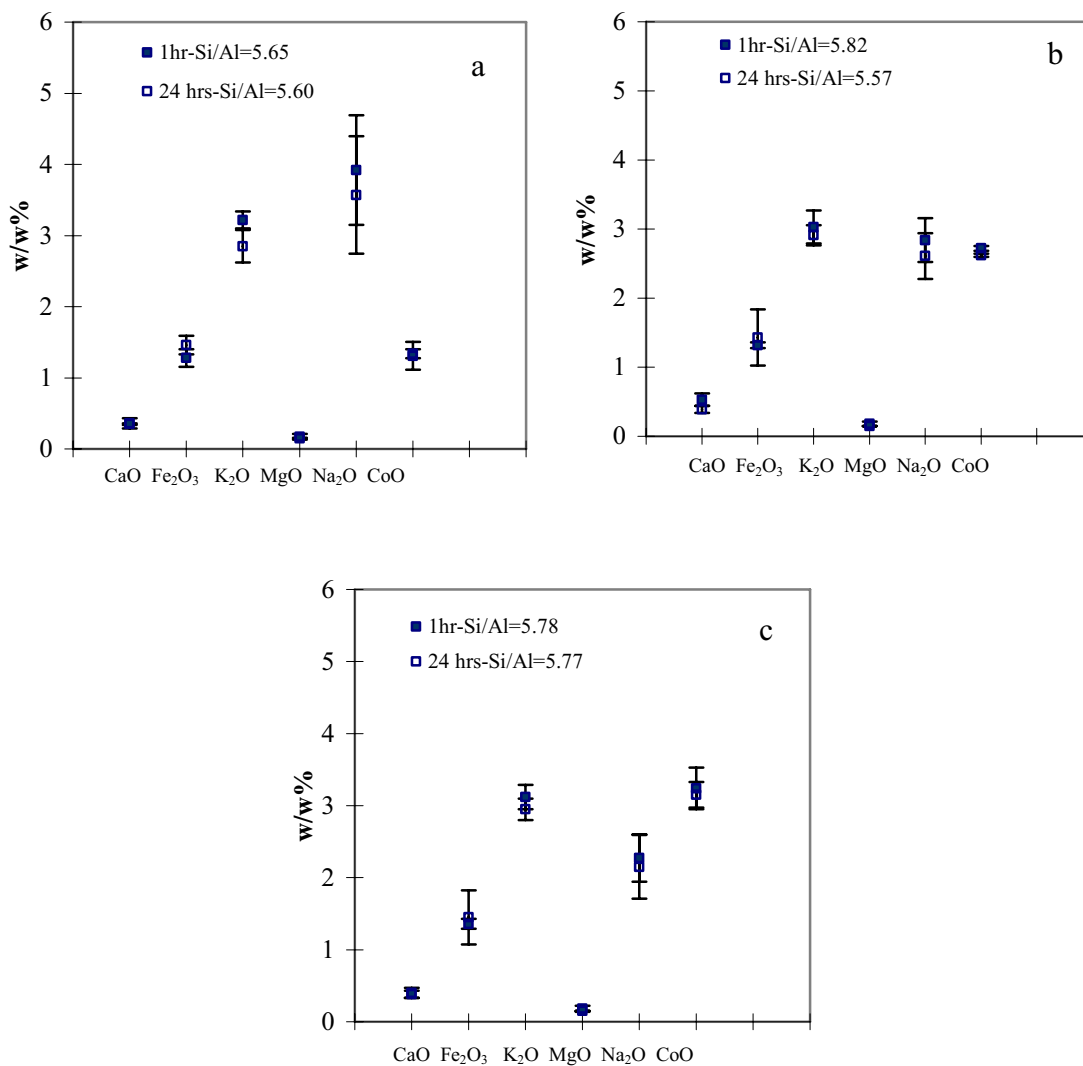 a
1hr-Si/Al=5.65
24 hrs-Si/Al=5.60
6
5
4
3
2
1
0
w/w%
CaO Fe₂O₃ K₂O MgO Na₂O CoO
b
1hr-Si/Al=5.82
24 hrs-Si/Al=5.57
6
5
4
3
2
1
0
w/w%
CaO Fe₂O₃ K₂O MgO Na₂O CoO
c
1hr-Si/Al=5.78
24 hrs-Si/Al=5.77
6
5
4
3
2
1
0
w/w%
CaO Fe₂O₃ K₂O MgO Na₂O CoO